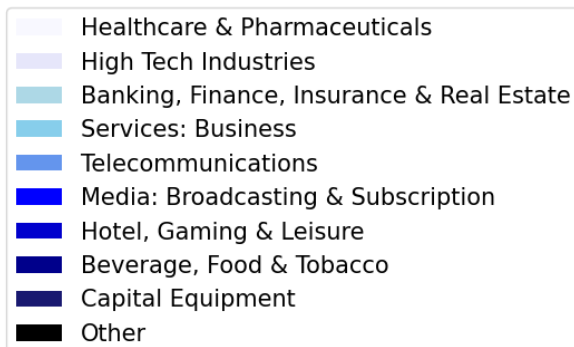 Healthcare & Pharmaceuticals
High Tech Industries
Banking, Finance, Insurance & Real Estate
Services: Business
Telecommunications
Media: Broadcasting & Subscription
Hotel, Gaming & Leisure
Beverage, Food & Tobacco
Capital Equipment
Other